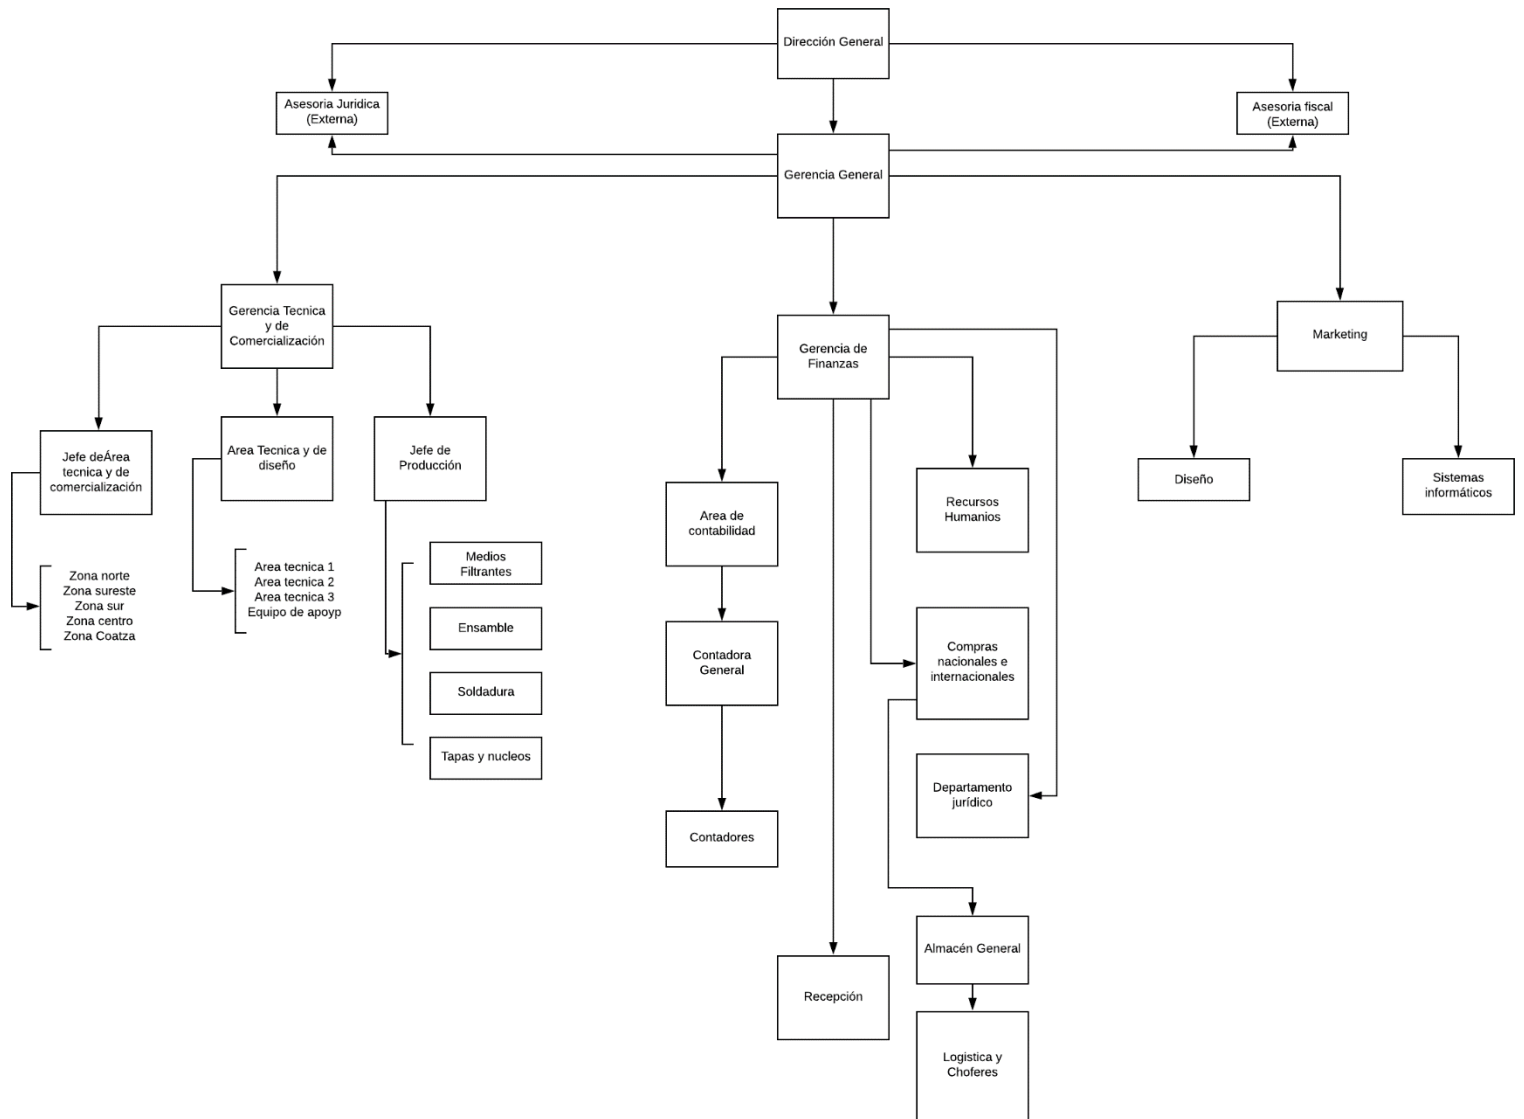 Dirección General
Asesoria Juridica
(Externa)
Asesoria fiscal
(Externa)
Gerencia General
Gerencia Tecnica
y de
Comercialización
Gerencia de
Finanzas
Marketing
Jefe deÁrea
tecnica y de
comercialización
Area Tecnica y de
diseño
Jefe de
Producción
Diseño
Sistemas
informáticos
Area de
contabilidad
Recursos
Humanios
Zona norte
Zona sureste
Zona sur
Zona centro
Zona Coatza
Area tecnica 1
Area tecnica 2
Area tecnica 3
Equipo de apoyp
Medios
Filtrantes
Ensamble
Soldadura
Tapas y nucleos
Contadora
General
Compras
nacionales e
internacionales
Departamento
jurídico
Contadores
Almacén General
Recepción
Logistica y
Choferes